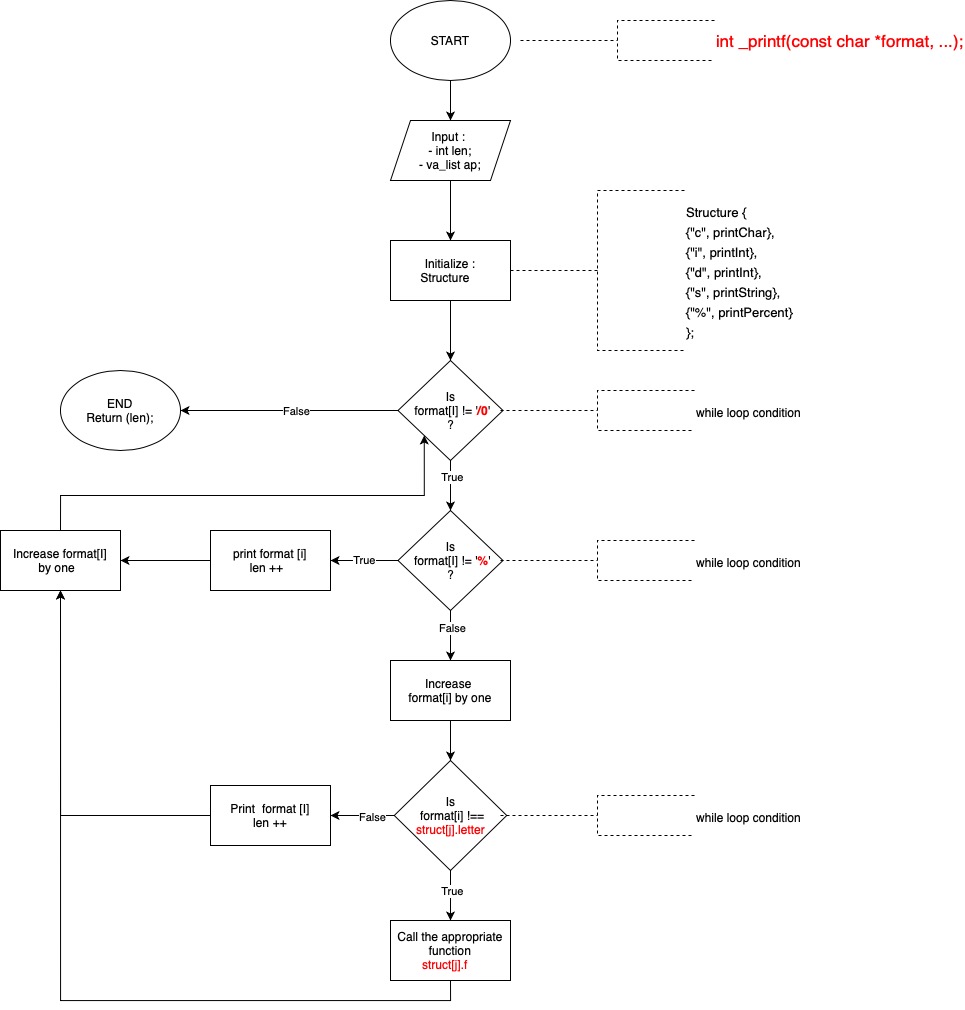 START
int _printf(const char *format, ...);
Input :
- int len;
- va_list ap;
Initialize :
Structure
Structure {
{"c", printChar},
{"i", printInt},
{"d", printInt},
{"s", printString},
{"%", printPercent}
};
Is
format[I] != '/0'
?
False
END
Return (len);
while loop condition
True
Is
format[I] != '%'
?
True
print format [i]
len ++
Increase format[I]
by one
while loop condition
False
Increase
format[i] by one
Is
format[i] !==
struct[j].letter
False
Print  format [I]
len ++
while loop condition
True
Call the appropriate
function
struct[j].f